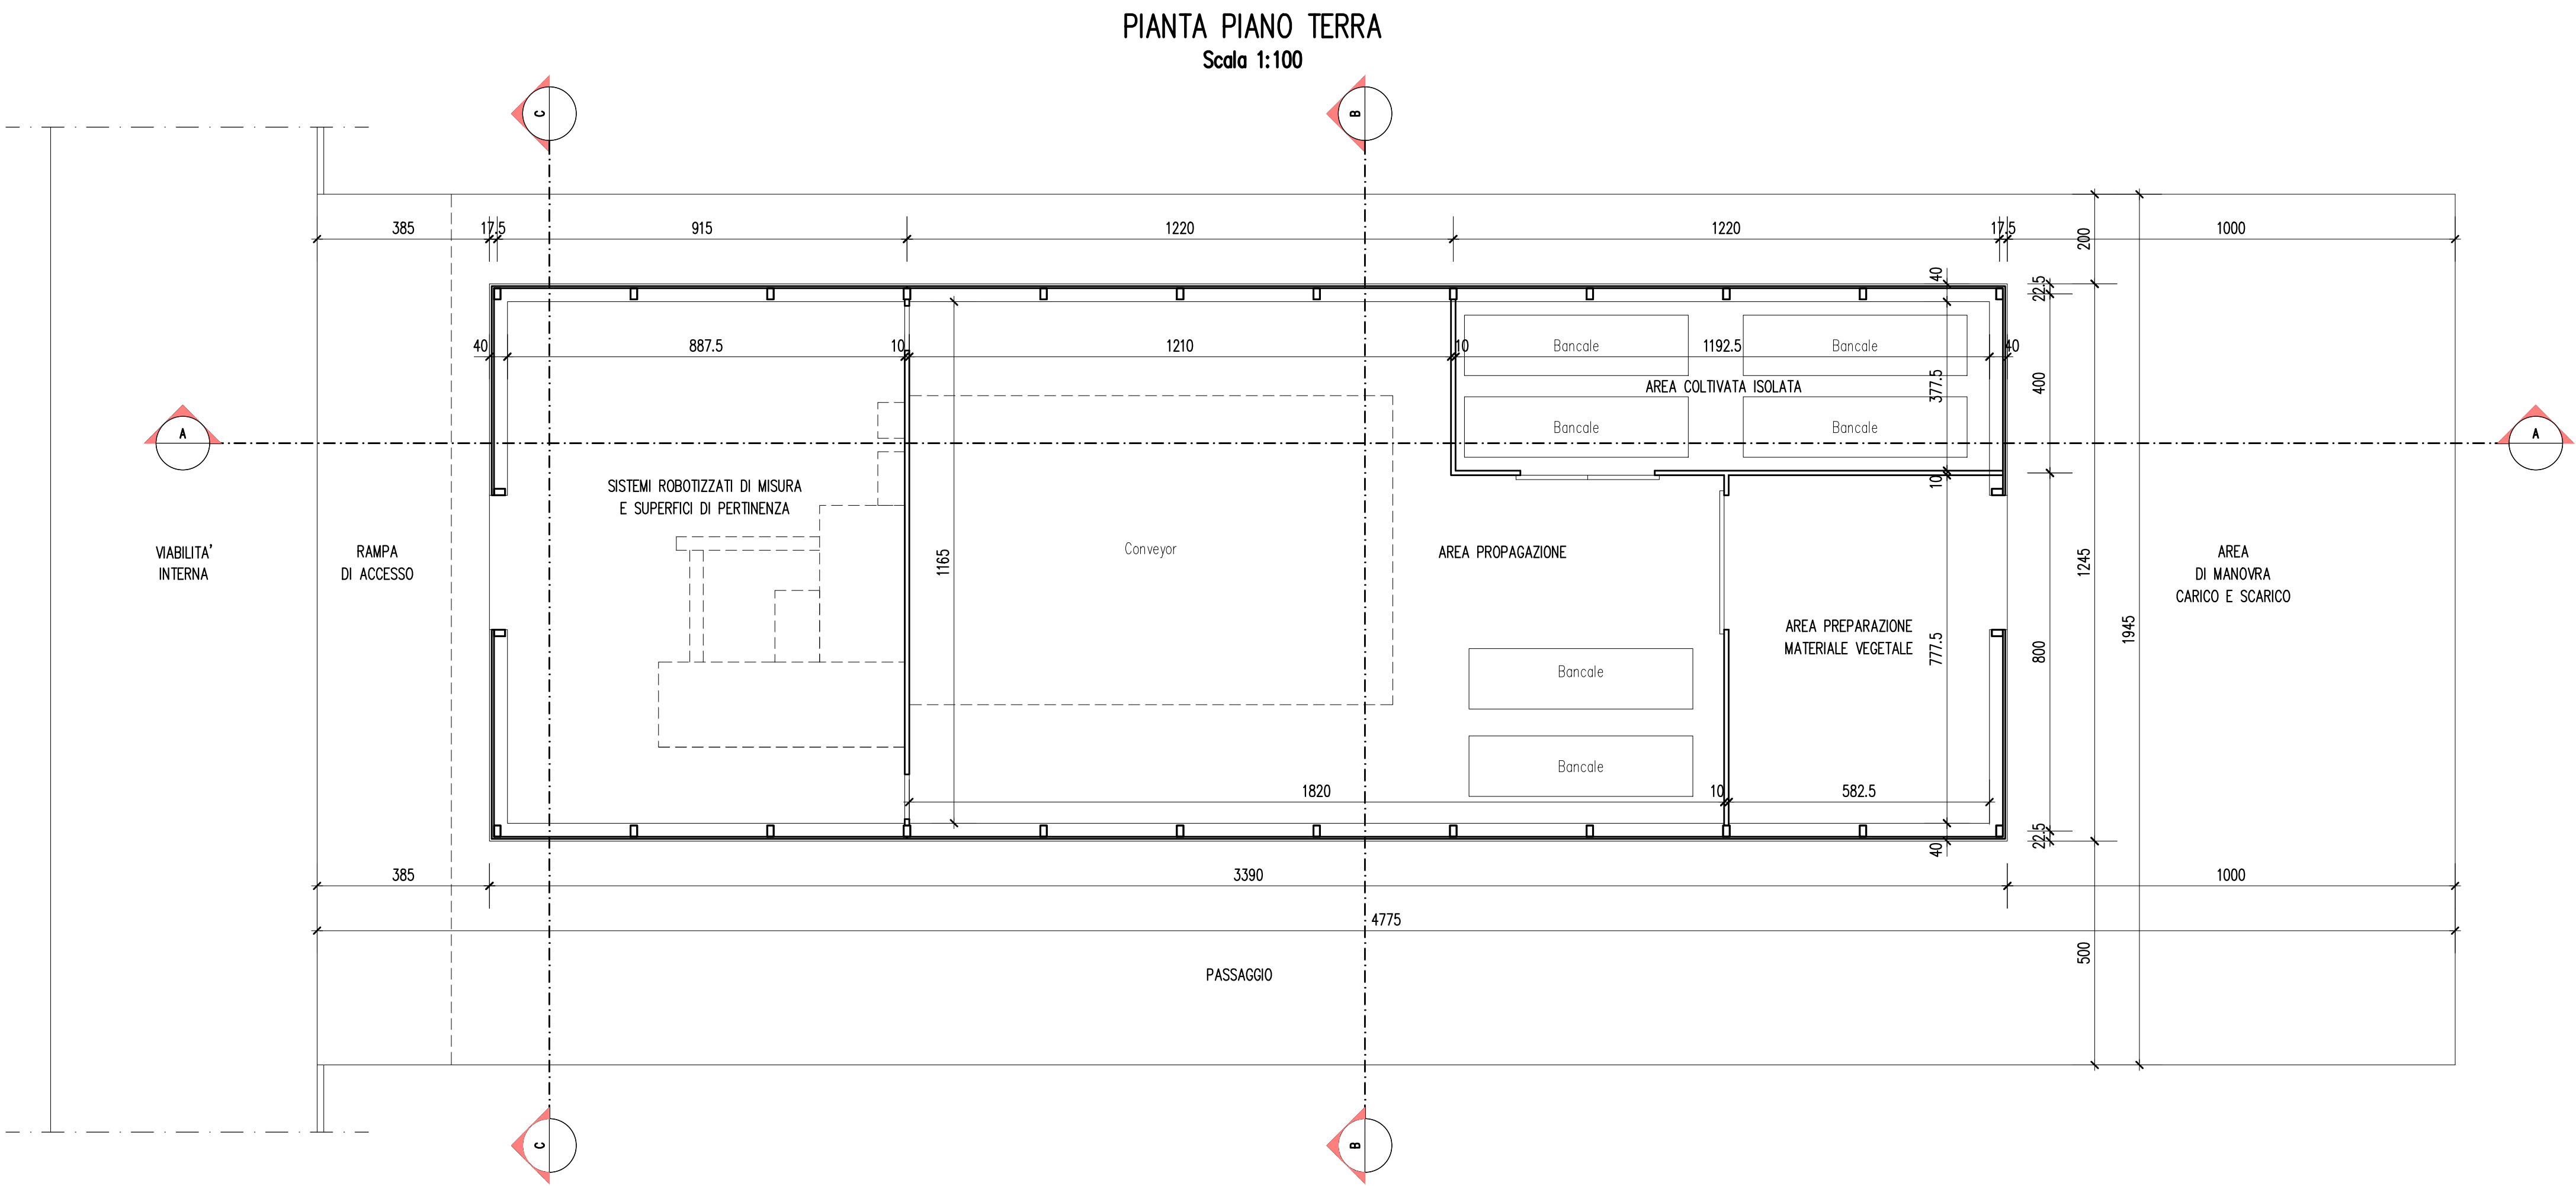 PIANTA PIANO TERRA
Scala 1:100
C
B
385
17.5
915
1220
1220
17.5
1000
200
40
22.5
40
887.5
10
1210
10
1192.5
40
Bancale
Bancale
377.5
400
AREA COLTIVATA ISOLATA
Bancale
Bancale
A
A
SISTEMI ROBOTIZZATI DI MISURA
E SUPERFICI DI PERTINENZA
10
VIABILITA'
INTERNA
RAMPA
DI ACCESSO
1165
Conveyor
AREA PROPAGAZIONE
1245
AREA
DI MANOVRA
CARICO E SCARICO
AREA PREPARAZIONE
MATERIALE VEGETALE
777.5
800
1945
Bancale
Bancale
1820
10
582.5
22.5
40
385
3390
1000
4775
500
PASSAGGIO
C
B